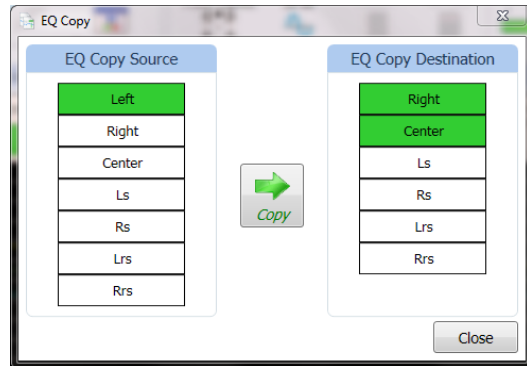 EQ Copy
EQ Copy Source
Left
Right
Center
Ls
Rs
Lrs
Rrs
Copy
EQ Copy Destination
Right
Center
Ls
Rs
Lrs
Rrs
Close